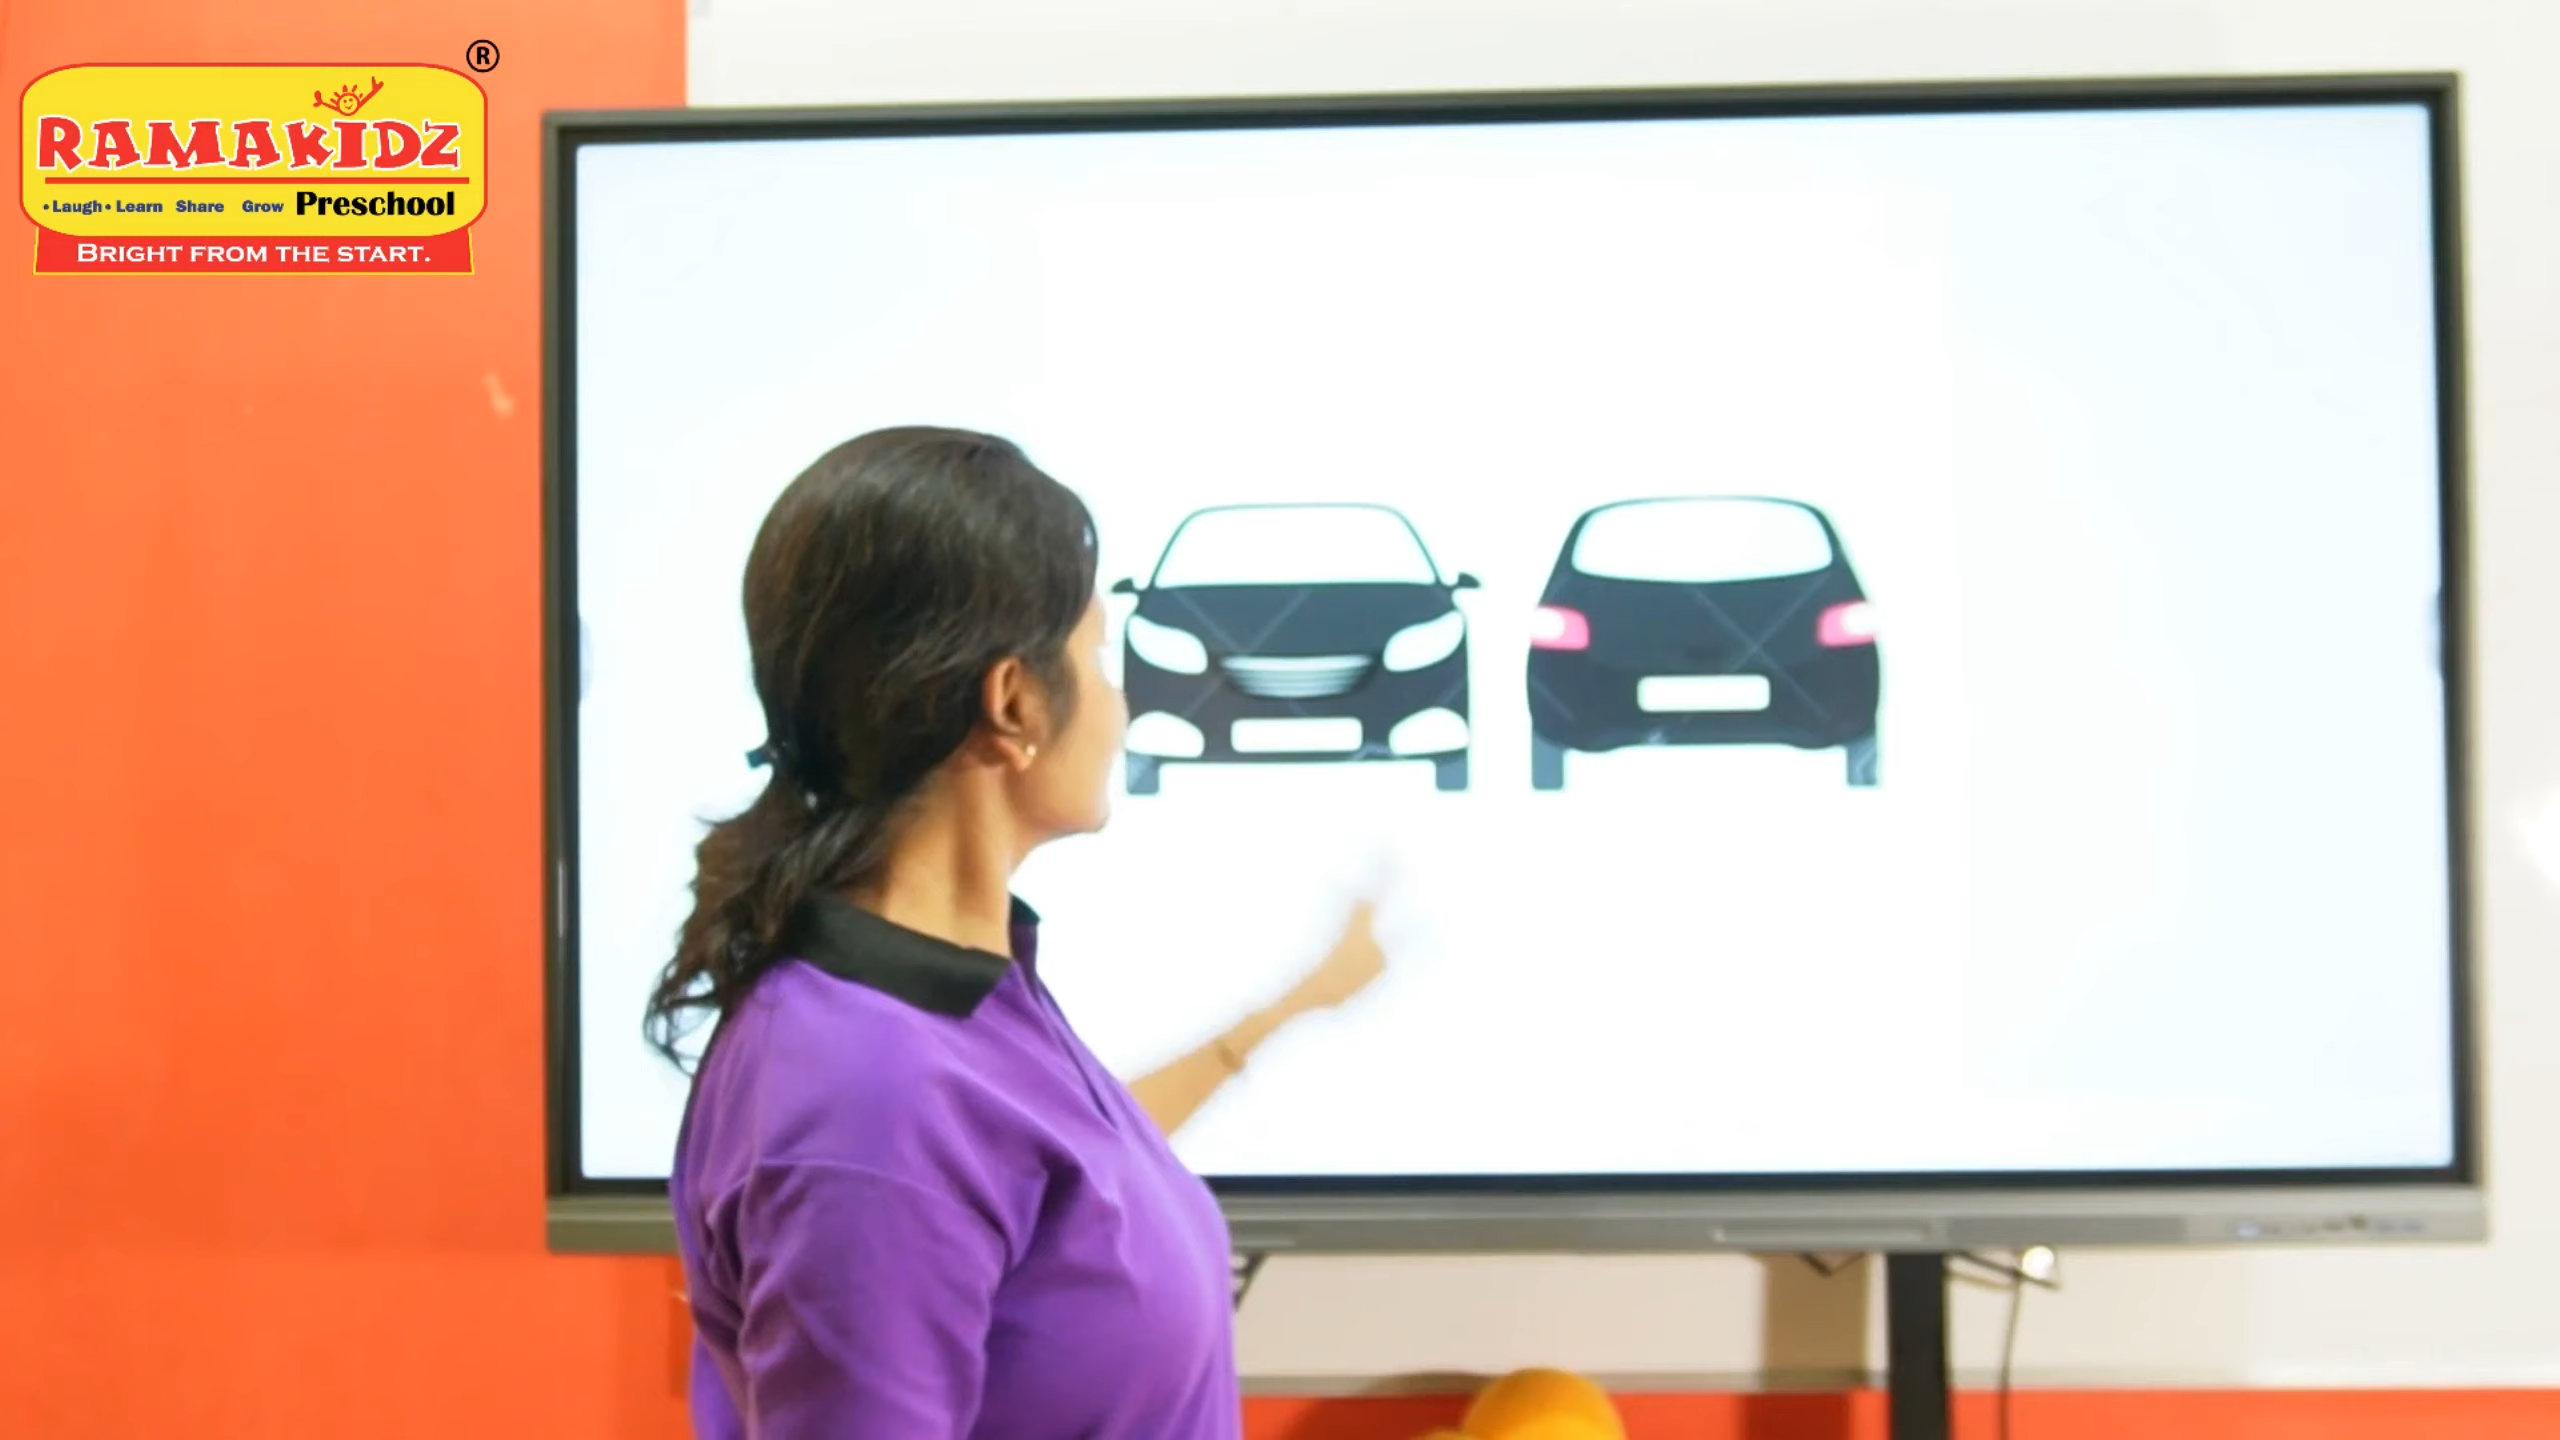 ®
RAMAKIDZ
•Laugh• Learn Share Grow Preschool
BRIGHT FROM THE START.